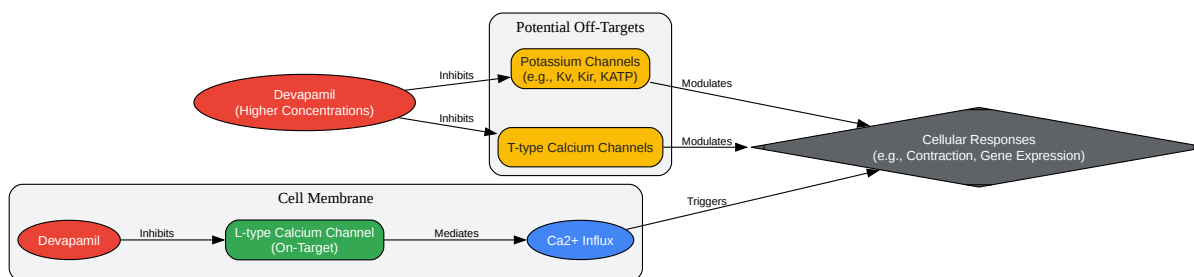 Potential Off-Targets
Potassium Channels
(e.g., Kv, Kir, KATP)
Inhibits
Modulates
Devapamil
(Higher Concentrations)
Inhibits
T-type Calcium Channels
Modulates
Cellular Responses
(e.g., Contraction, Gene Expression)
Cell Membrane
Triggers
Devapamil
Inhibits
L-type Calcium Channel
(On-Target)
Mediates
Ca2+ Influx